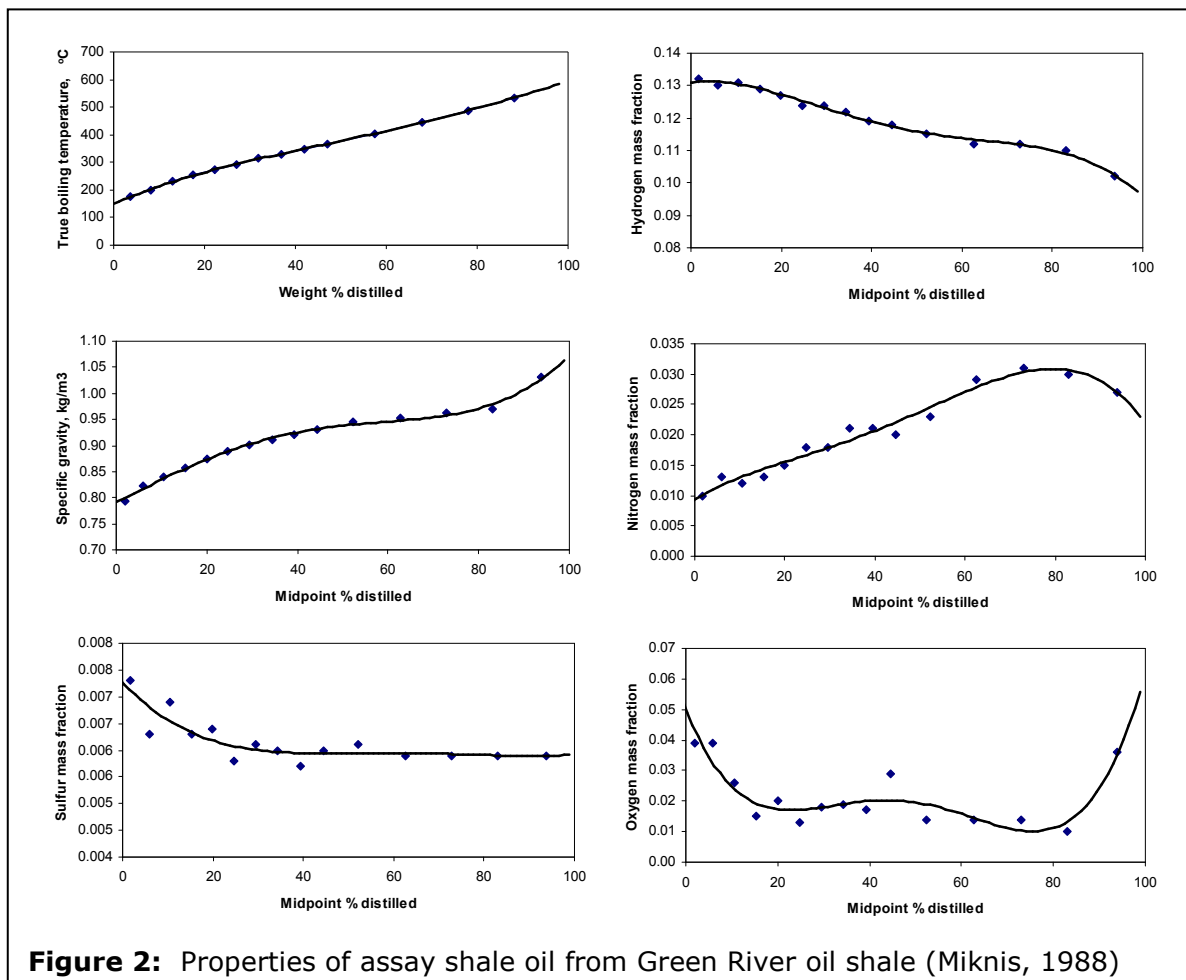 True boiling temperature, ºC
700
600
500
400
300
200
100
0
0 20 40 60 80 100
Weight % distilled
Hydrogen mass fraction
0.14
0.13
0.12
0.11
0.10
0.09
0.08
0 20 40 60 80 100
Midpoint % distilled
Specific gravity, kg/m3
1.10
1.05
1.00
0.95
0.90
0.85
0.80
0.75
0.70
0 20 40 60 80 100
Midpoint % distilled
Nitrogen mass fraction
0.035
0.030
0.025
0.020
0.015
0.010
0.005
0.000
0 20 40 60 80 100
Midpoint % distilled
Sulfur mass fraction
0.008
0.008
0.007
0.007
0.006
0.006
0.005
0.005
0.004
0 20 40 60 80 100
Midpoint % distilled
Oxygen mass fraction
0.07
0.06
0.05
0.04
0.03
0.02
0.01
0.00
0 20 40 60 80 100
Midpoint % distilled
Figure 2: Properties of assay shale oil from Green River oil shale (Miknis, 1988)